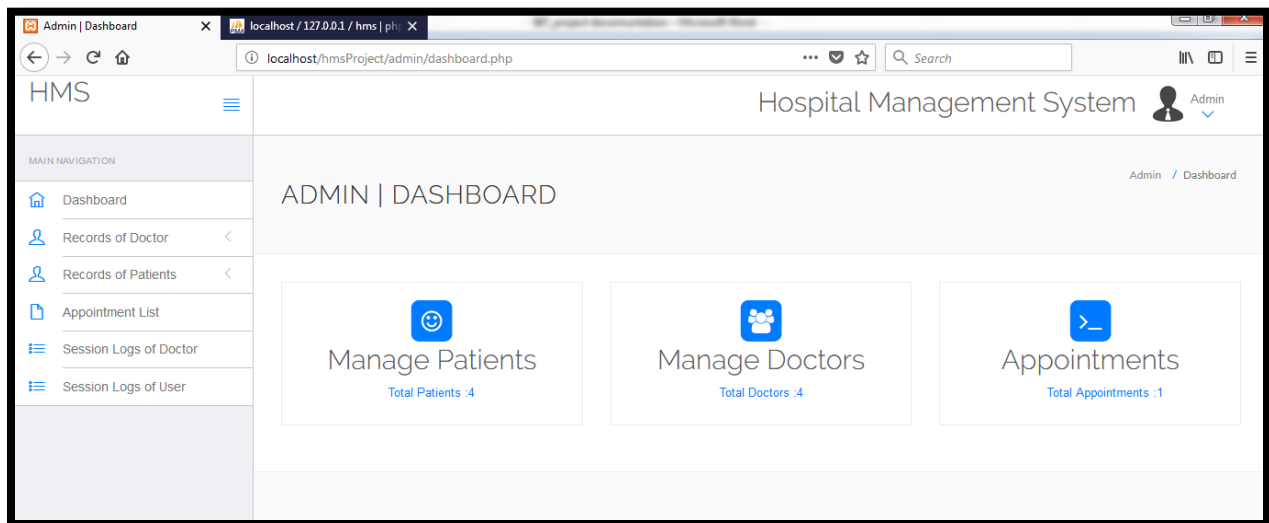 Admin | Dashboard
localhost / 127.0.0.1 / hms | ph
localhost/hmsProject/admin/dashboard.php
Search
HMS
Hospital Management System
Admin
MAIN NAVIGATION
Dashboard
Records of Doctor
Records of Patients
Appointment List
Session Logs of Doctor
Session Logs of User
ADMIN | DASHBOARD
Admin / Dashboard
Manage Patients
Total Patients :4
Manage Doctors
Total Doctors :4
>_
Appointments
Total Appointments :1